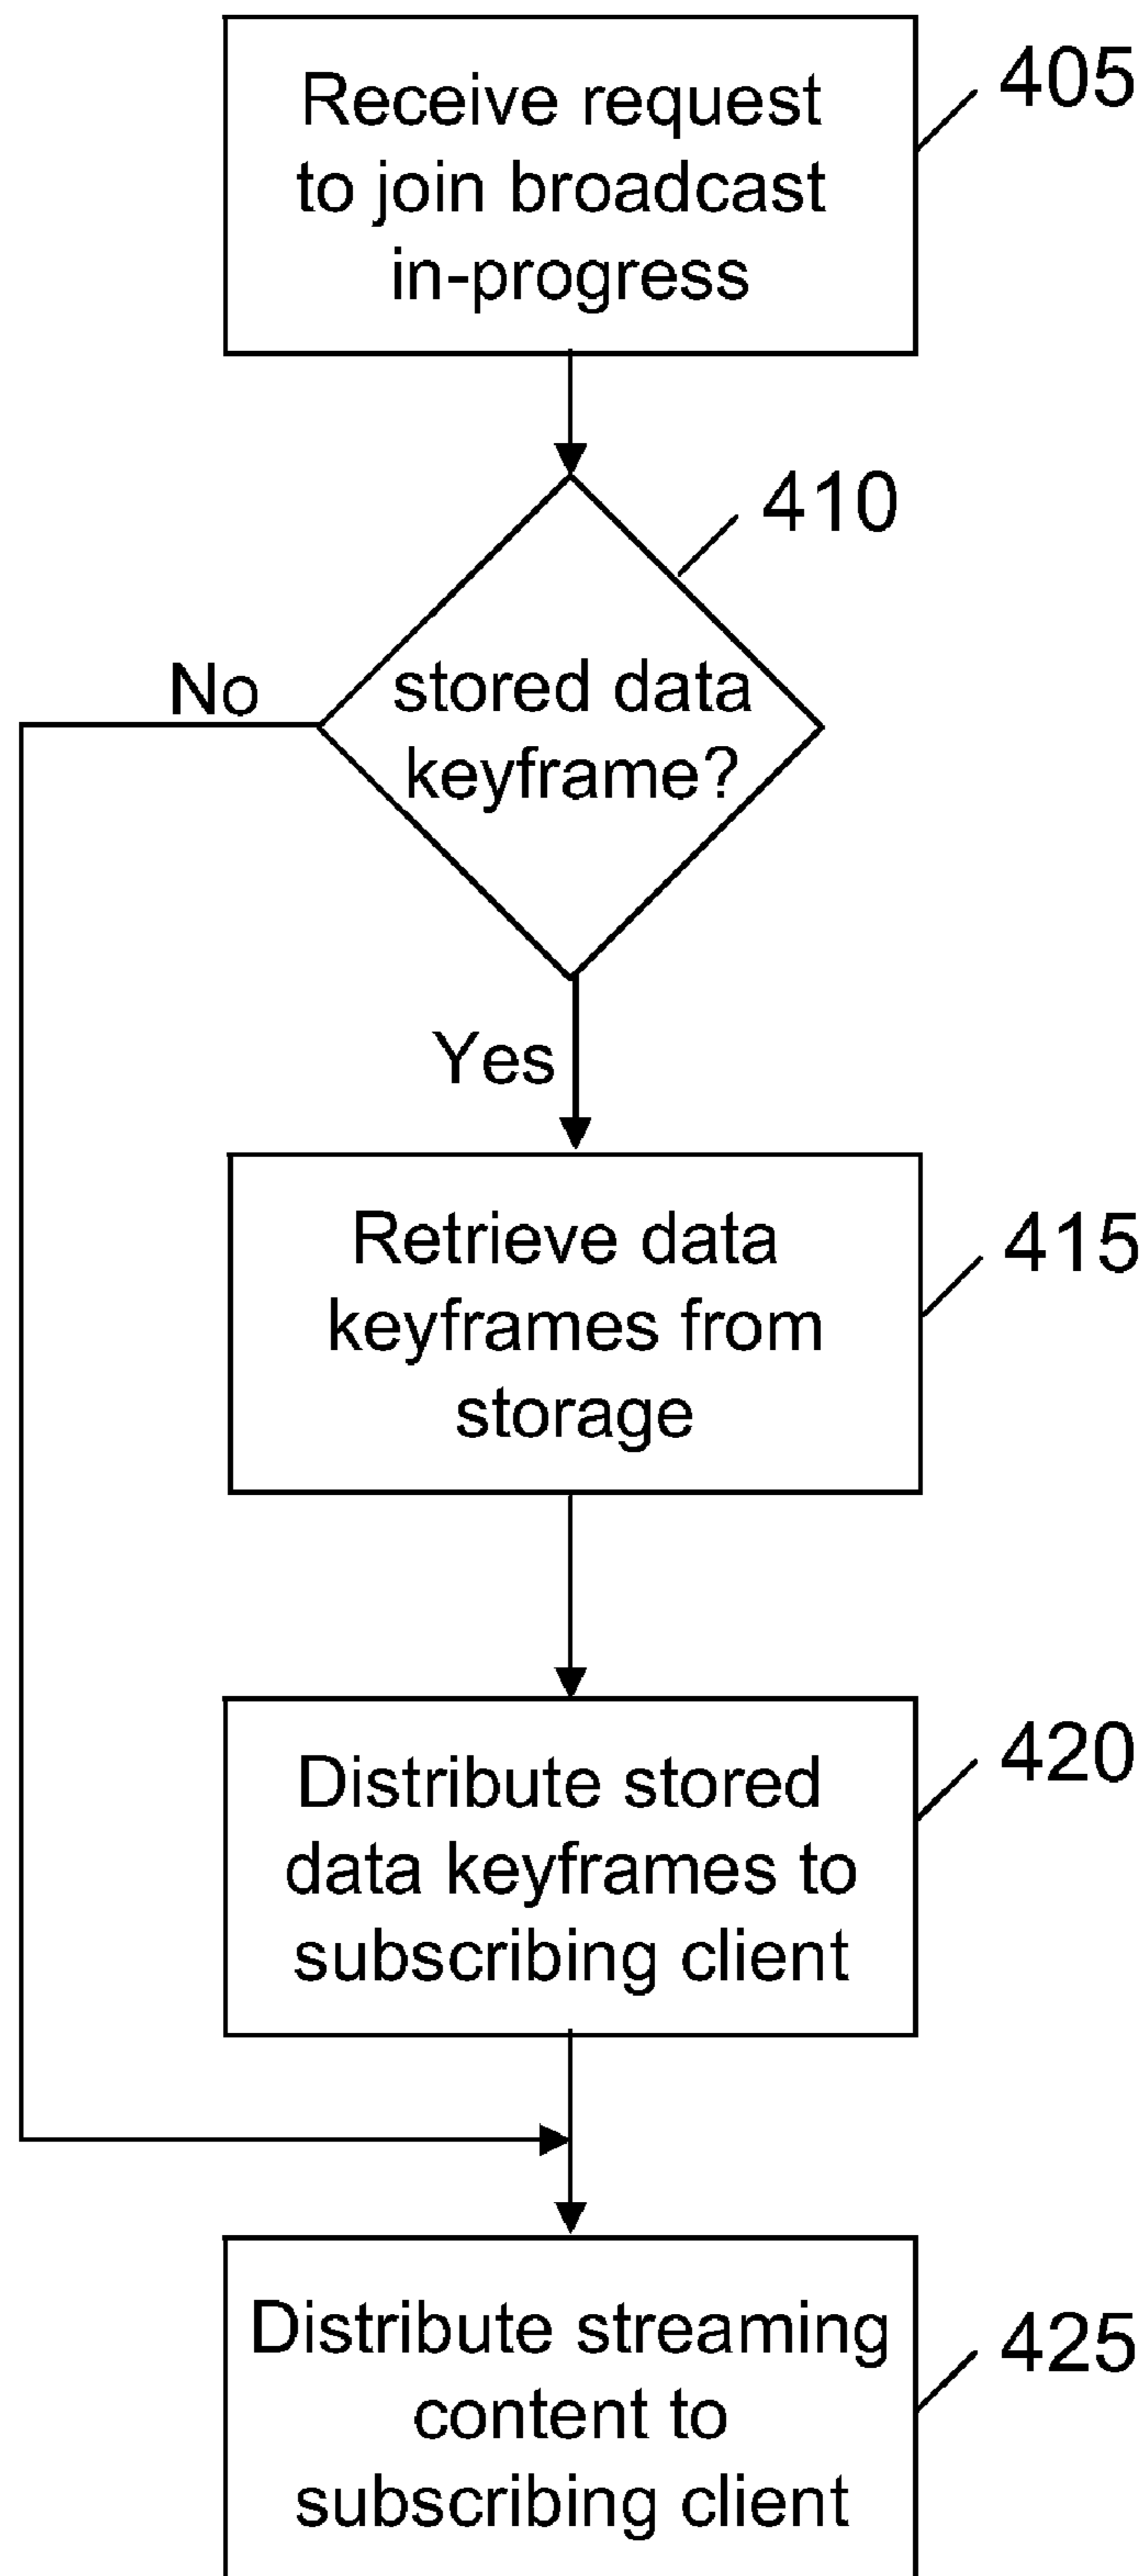 Receive request
to join broadcast
in-progress
405
410
stored data
keyframe?
No
Yes
Retrieve data
keyframes from
storage
415
Distribute stored
data keyframes to
subscribing client
420
Distribute streaming
content to
subscribing client
425